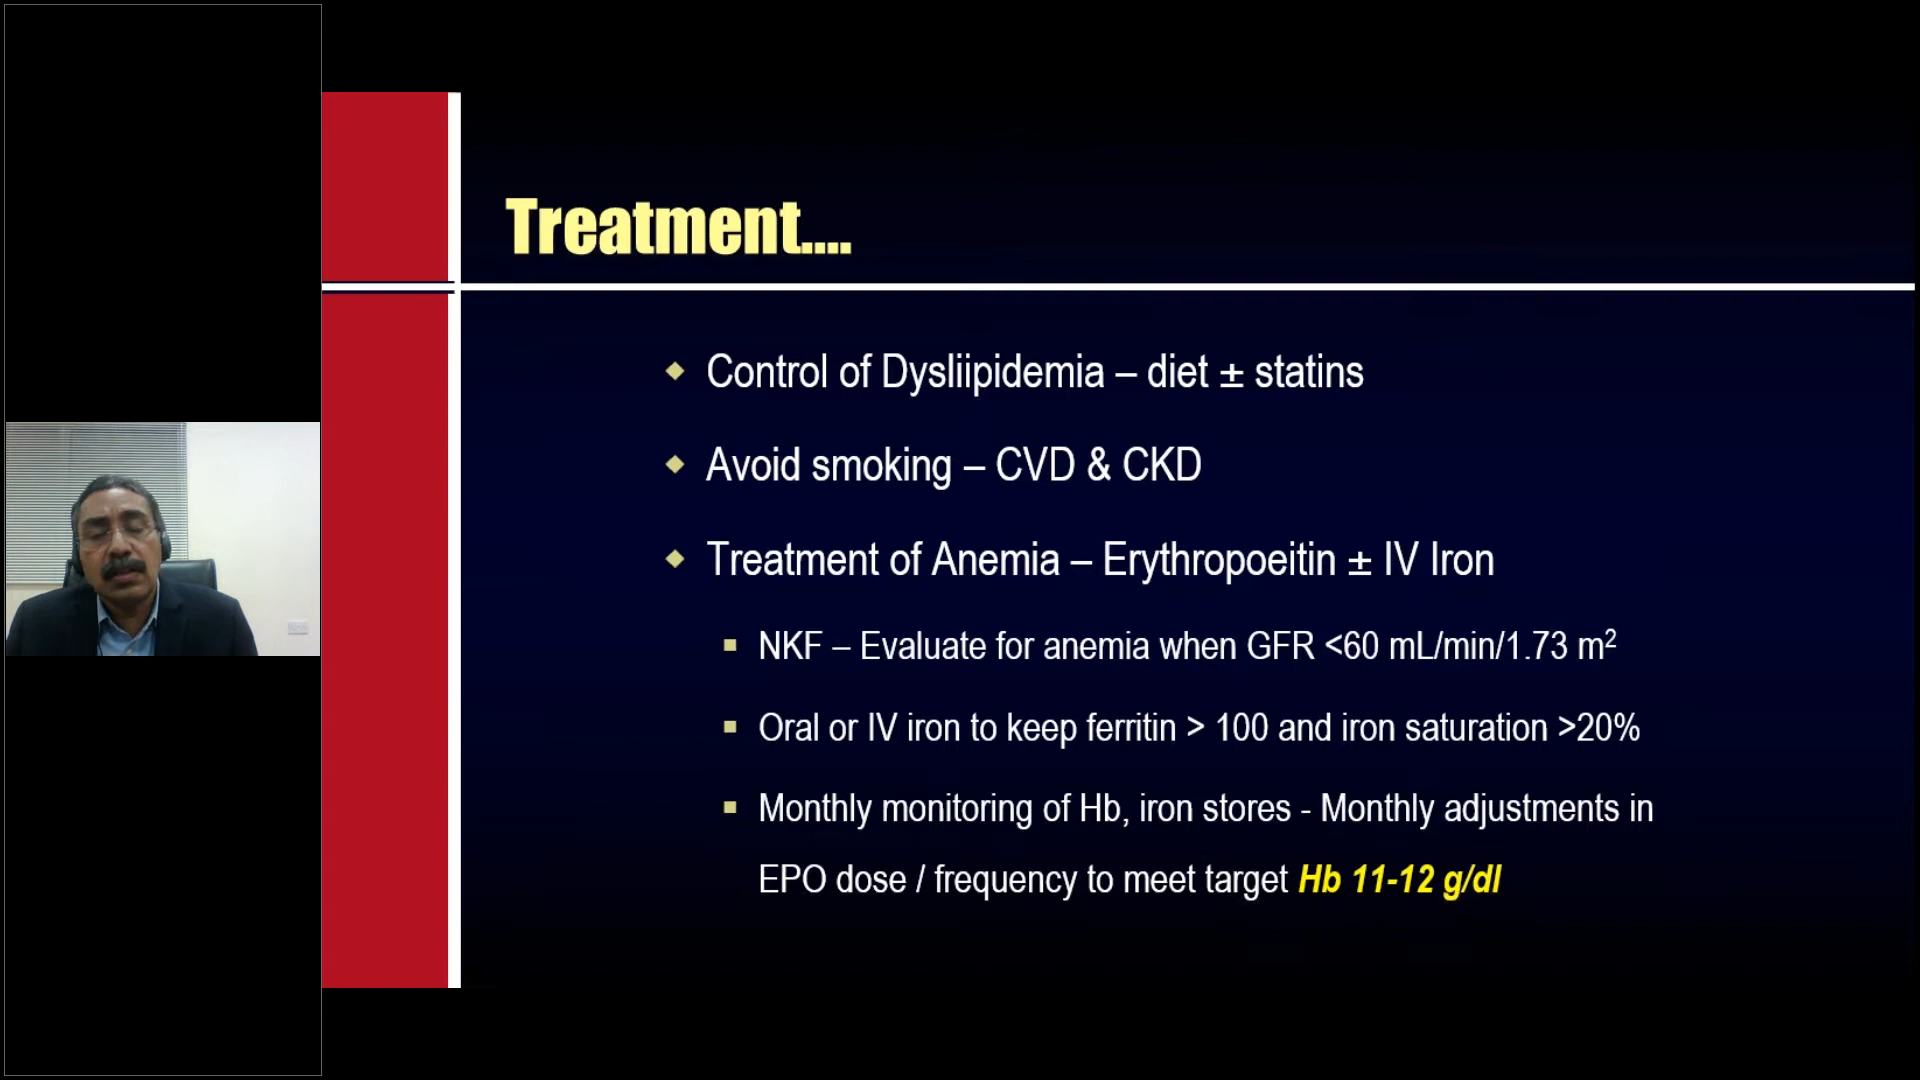 Treatment....
Control of Dysliipidemia – diet ± statins
Avoid smoking – CVD & CKD
Treatment of Anemia – Erythropoeitin ± IV Iron
NKF – Evaluate for anemia when GFR <60 mL/min/1.73 m²
Oral or IV iron to keep ferritin > 100 and iron saturation >20%
Monthly monitoring of Hb, iron stores - Monthly adjustments in
EPO dose / frequency to meet target Hb 11-12 g/dl